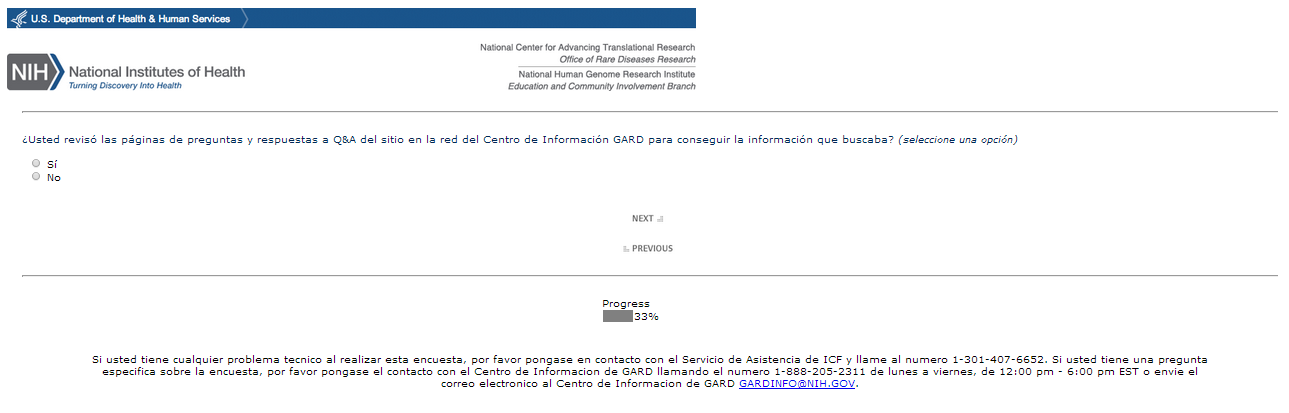 U.S. Department of Health & Human Services
National Center for Advancing Translational Research
Office of Rare Diseases Research
NIH National Institutes of Health
Turning Discovery Into Health
National Human Genome Research Institute
Education and Community Involvement Branch
¿Usted revisó las páginas de preguntas y respuestas a Q&A del sitio en la red del Centro de Información GARD para conseguir la información que buscaba? (seleccione una opción)
Sí
No
NEXT
PREVIOUS
Progress
33%
Si usted tiene cualquier problema tecnico al realizar esta encuesta, por favor pongase en contacto con el Servicio de Asistencia de ICF y llame al numero 1-301-407-6652. Si usted tiene una pregunta
especifica sobre la encuesta, por favor pongase el contacto con el Centro de Informacion de GARD llamando el numero 1-888-205-2311 de lunes a viernes, de 12:00 pm - 6:00 pm EST o envie el
correo electronico al Centro de Informacion de GARD GARDINFO@NIH.GOV.